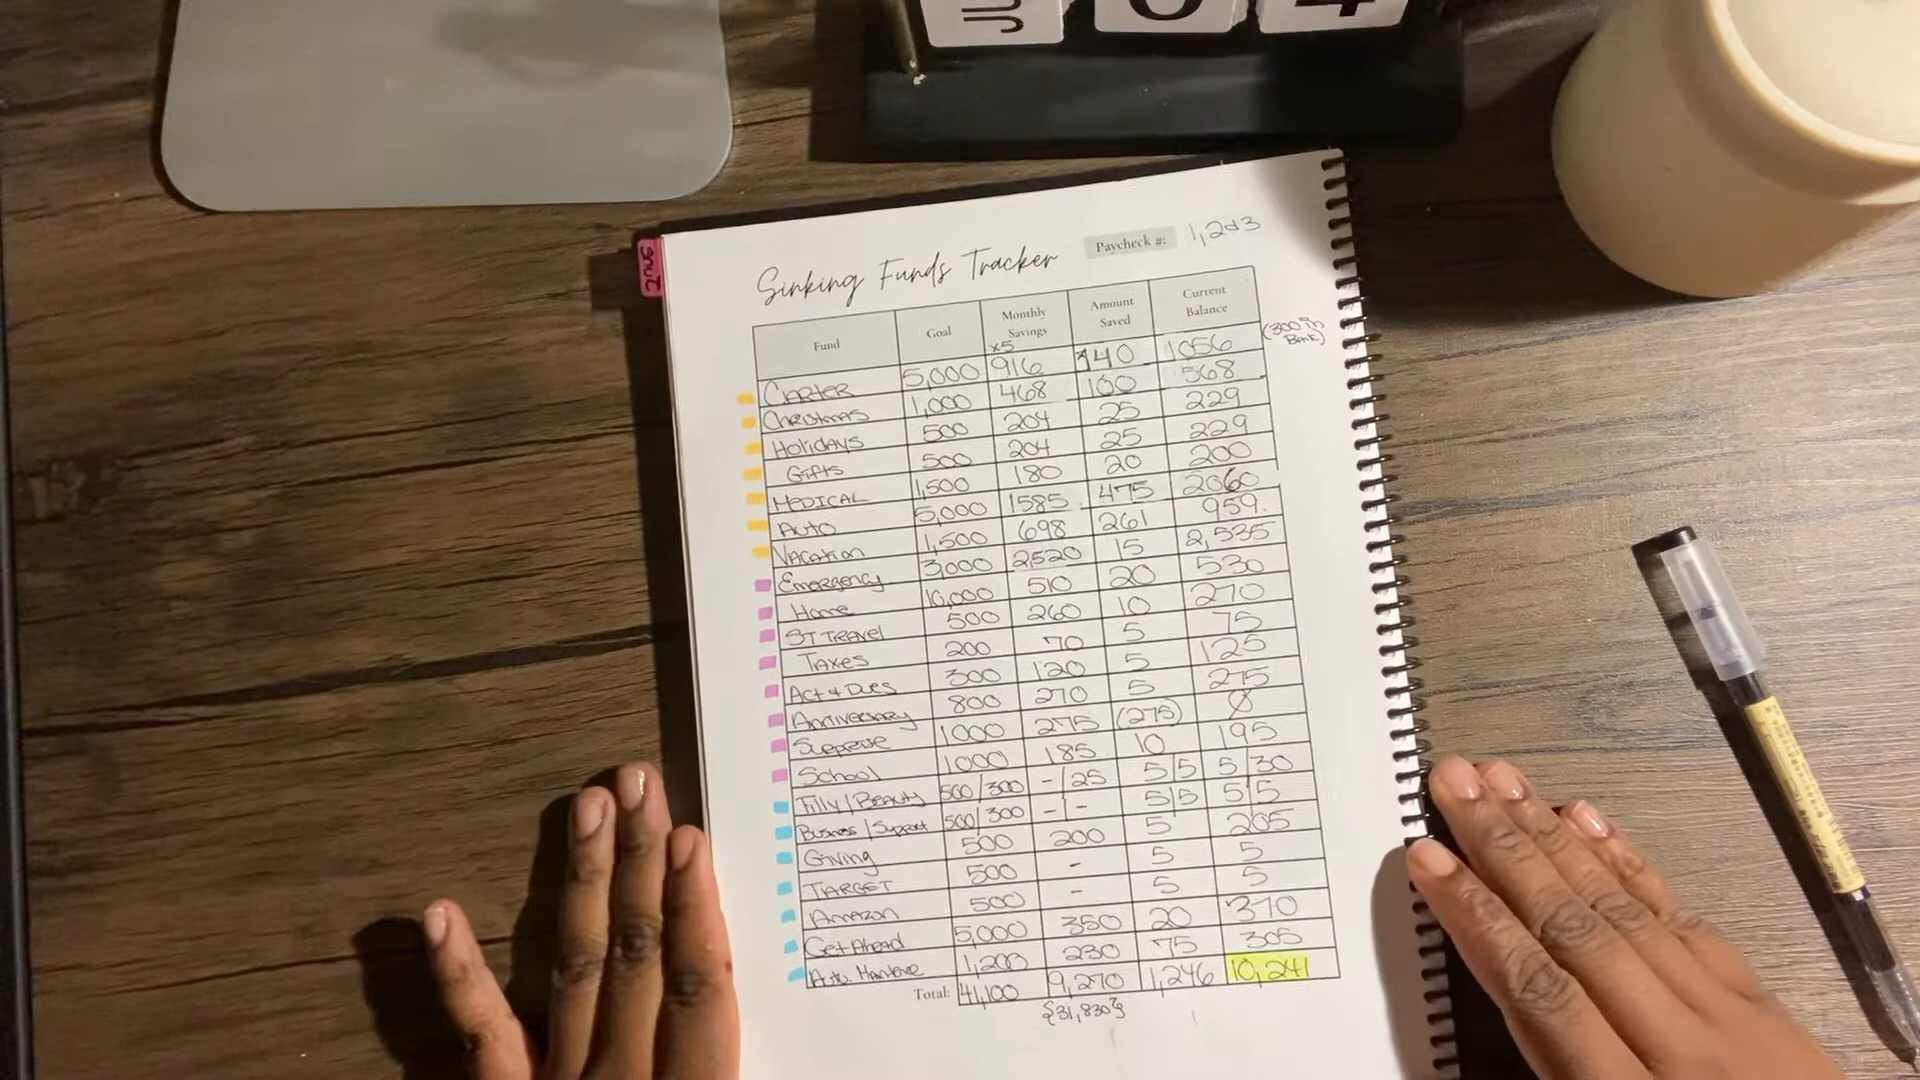 JU 0 4
JUNE
Sinking Funds Tracker Paycheck #: 1,2&3
Fund Goal Monthly Savings Amount Saved Current Balance
x5
(300 in Bank)
Carter 5,000 916 140 1056
Christmas 1,000 468 100 568
Holidays 500 204 25 229
Gifts 500 204 25 229
Medical 1,500 180 20 200
Auto 5,000 1585 475 2060
Vacation 1,500 698 261 959.
Emergency 3,000 2,520 15 2,535
Home 10,000 510 20 530
ST Travel 500 260 10 270
Taxes 200 70 5 75
Act & Dues 300 120 5 125
Anniversary 800 270 5 275
1000 275 (275) Ø
School 1000 185 10 195
Tilly/Beauty 500/300 -/25 5/5 5/30
Business/Support 500/300 -/- 5/5 5/5
Giving 500 200 5 205
Target 500 - 5 5
Amazon 500 - 5 5
Get Ahead 5,000 350 20 370
Auto. 1,200 230 75 305
Total: 41,100 9,270 1,246 10,241